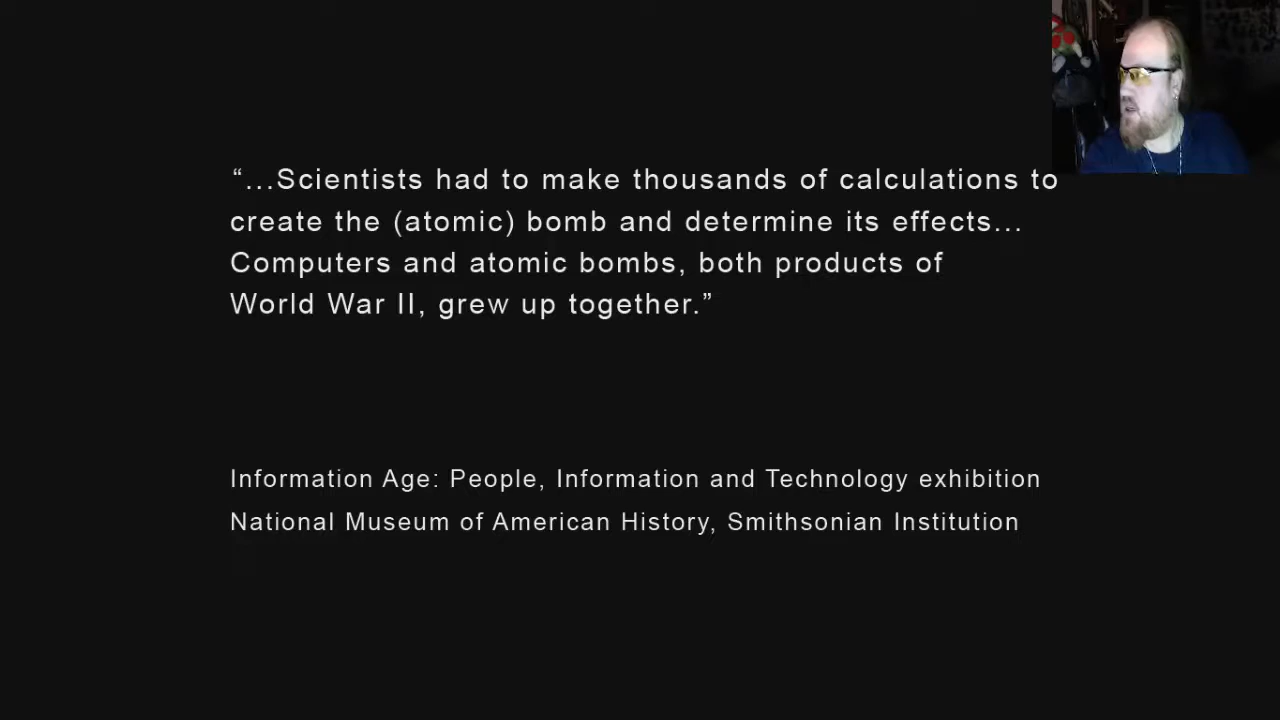 “...Scientists had to make thousands of calculations to
create the (atomic) bomb and determine its effects...
Computers and atomic bombs, both products of
World War II, grew up together.”
Information Age: People, Information and Technology exhibition
National Museum of American History, Smithsonian Institution